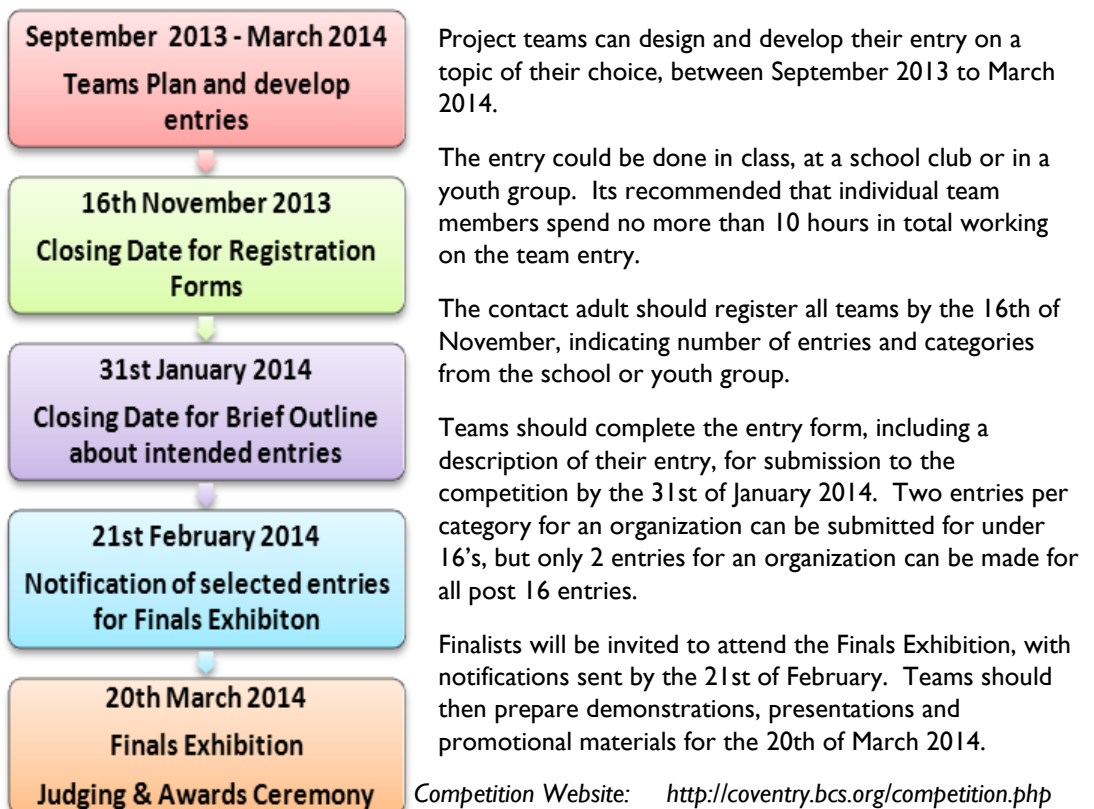 September 2013 - March 2014
Teams Plan and develop
entries
16th November 2013
Closing Date for Registration
Forms
31st January 2014
Closing Date for Brief Outline
about intended entries
21st February 2014
Notification of selected entries
for Finals Exhibiton
20th March 2014
Finals Exhibition
Judging & Awards Ceremony
Project teams can design and develop their entry on a
topic of their choice, between September 2013 to March
2014.
The entry could be done in class, at a school club or in a
youth group.  Its recommended that individual team
members spend no more than 10 hours in total working
on the team entry.
The contact adult should register all teams by the 16th of
November, indicating number of entries and categories
from the school or youth group.
Teams should complete the entry form, including a
description of their entry, for submission to the
competition by the 31st of January 2014.  Two entries per
category for an organization can be submitted for under
16’s, but only 2 entries for an organization can be made for
all post 16 entries.
Finalists will be invited to attend the Finals Exhibition, with
notifications sent by the 21st of February.  Teams should
then prepare demonstrations, presentations and
promotional materials for the 20th of March 2014.
Competition Website: http://coventry.bcs.org/competition.php